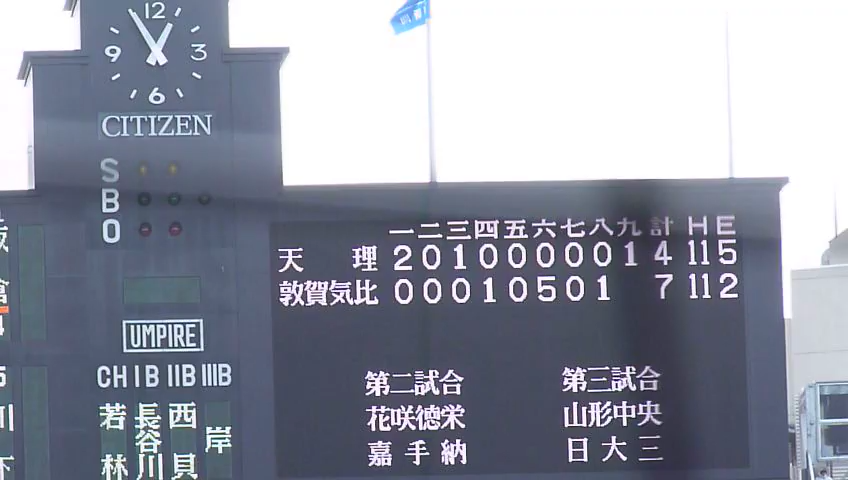 12
9 3
6
CITIZEN
S
B
O
一二三四五六七八九計HE
天理 2010000014 11 5
敦賀気比 00010501 7 11 2
UMPIRE
CH IB IIB IIIB
若林 長谷川 西貝 岸
第二試合 第三試合
花咲徳栄 山形中央
嘉手納 日大三